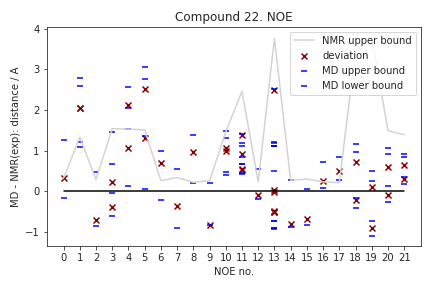 Compound 22. NOE
MD - NMR(exp): distance / A
4
3
2
1
0
−1
NMR upper bound
deviation
MD upper bound
MD lower bound
0 1 2 3 4 5 6 7 8 9 10 11 12 13 14 15 16 17 18 19 20 21
NOE no.